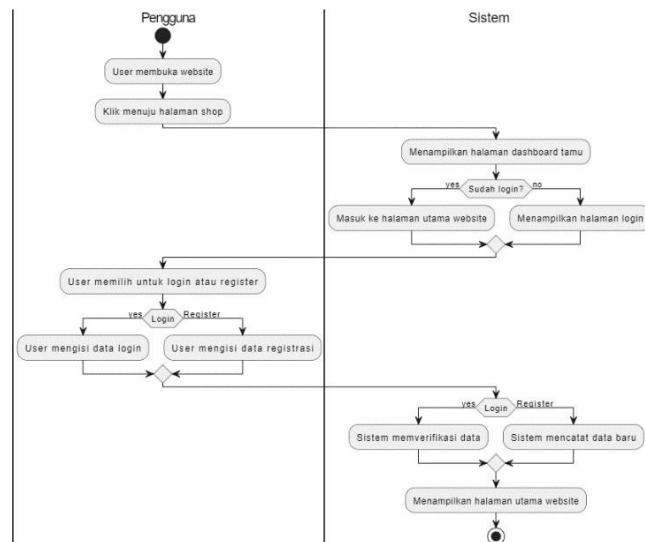 Pengguna
Sistem
User membuka website
Klik menuju halaman shop
Menampilkan halaman dashboard tamu
yes
Sudah login?
no
Masuk ke halaman utama website
Menampilkan halaman login
User memilih untuk login atau register
yes
Login
Register
User mengisi data login
User mengisi data registrasi
yes
Login
Register
Sistem memverifikasi data
Sistem mencatat data baru
Menampilkan halaman utama website